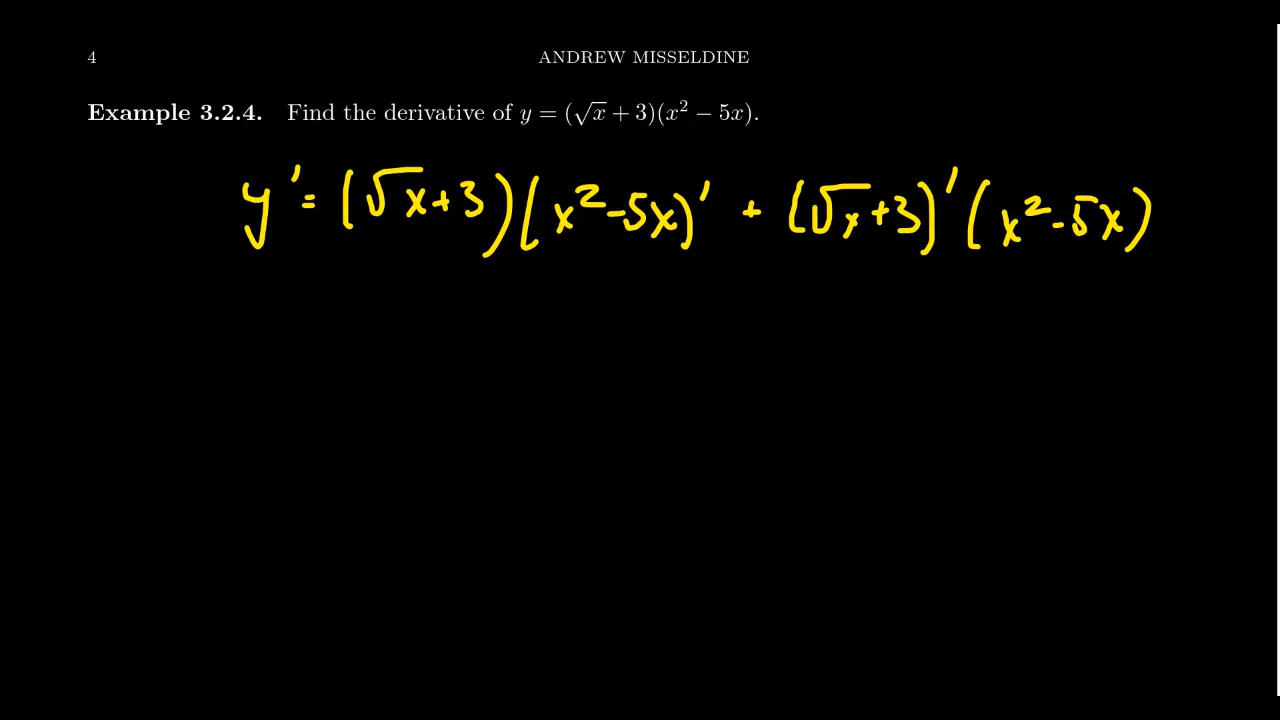 4 ANDREW MISSELDINE
Example 3.2.4. Find the derivative of y = (√x + 3)(x² − 5x).
y' = (√x + 3)(x² − 5x)' + (√x + 3)'(x² − 5x)